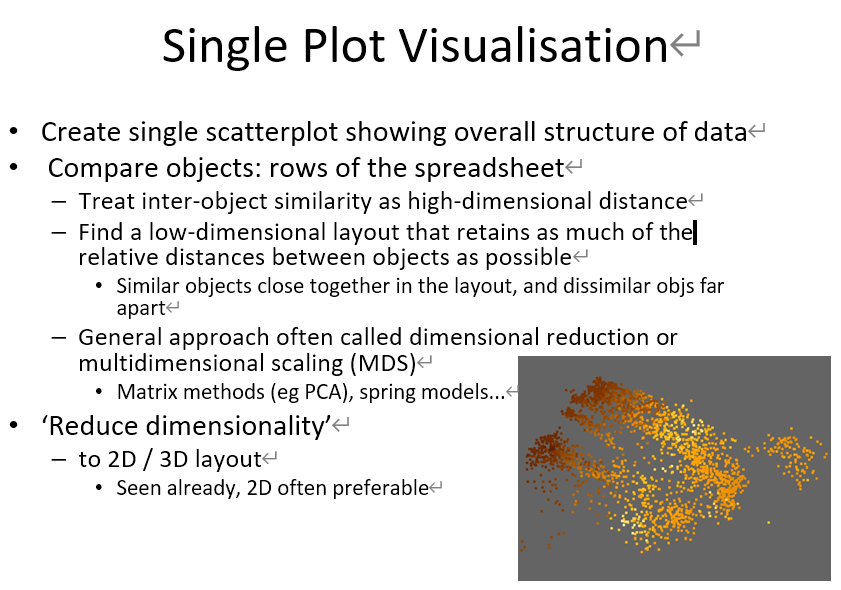 Single Plot Visualisation
• Create single scatterplot showing overall structure of data
• Compare objects: rows of the spreadsheet
– Treat inter-object similarity as high-dimensional distance
– Find a low-dimensional layout that retains as much of the
relative distances between objects as possible
• Similar objects close together in the layout, and dissimilar objs far
apart
– General approach often called dimensional reduction or
multidimensional scaling (MDS)
• Matrix methods (eg PCA), spring models...
• ‘Reduce dimensionality’
– to 2D / 3D layout
• Seen already, 2D often preferable